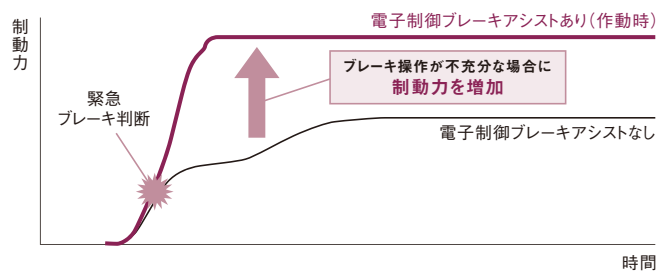 制動力
電子制御ブレーキアシストあり（作動時）
ブレーキ操作が不充分な場合に
制動力を増加
緊急
ブレーキ判断
電子制御ブレーキアシストなし
時間